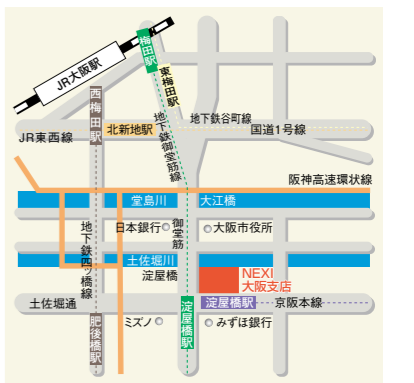 JR大阪駅
梅田駅
東梅田駅
西梅田駅
北新地駅
地下鉄谷町線
国道1号線
JR東西線
地下鉄御堂筋線
阪神高速環状線
堂島川
大江橋
日本銀行
御堂筋
大阪市役所
地下鉄四ッ橋線
土佐堀川
淀屋橋
NEXI
大阪支店
土佐堀通
淀屋橋駅
淀屋橋駅
京阪本線
肥後橋駅
ミズノ
みずほ銀行